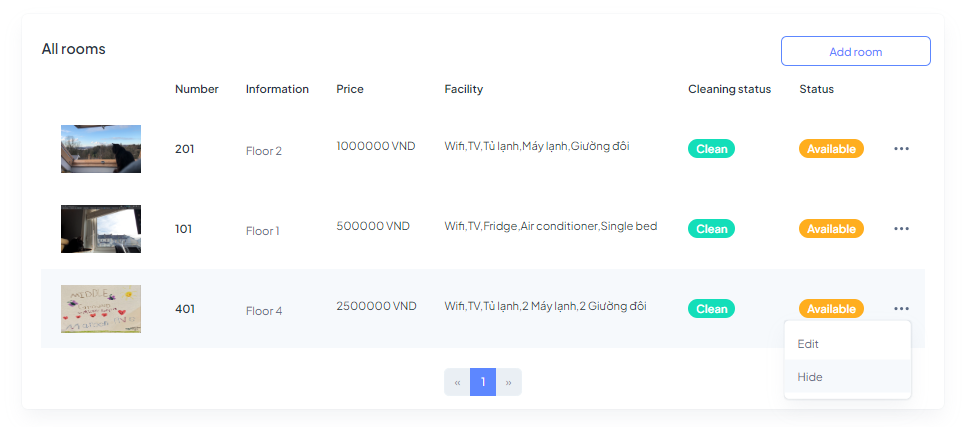 All rooms
Add room
Number Information Price Facility Cleaning status Status
201 Floor 2 1000000 VND Wifi,TV,Tủ lạnh,Máy lạnh,Giường đôi Clean Available
101 Floor 1 500000 VND Wifi,TV,Fridge,Air conditioner,Single bed Clean Available
MIDDLE
401 Floor 4 2500000 VND Wifi,TV,Tủ lạnh,2 Máy lạnh,2 Giường đôi Clean Available
Edit
Hide
« 1 »